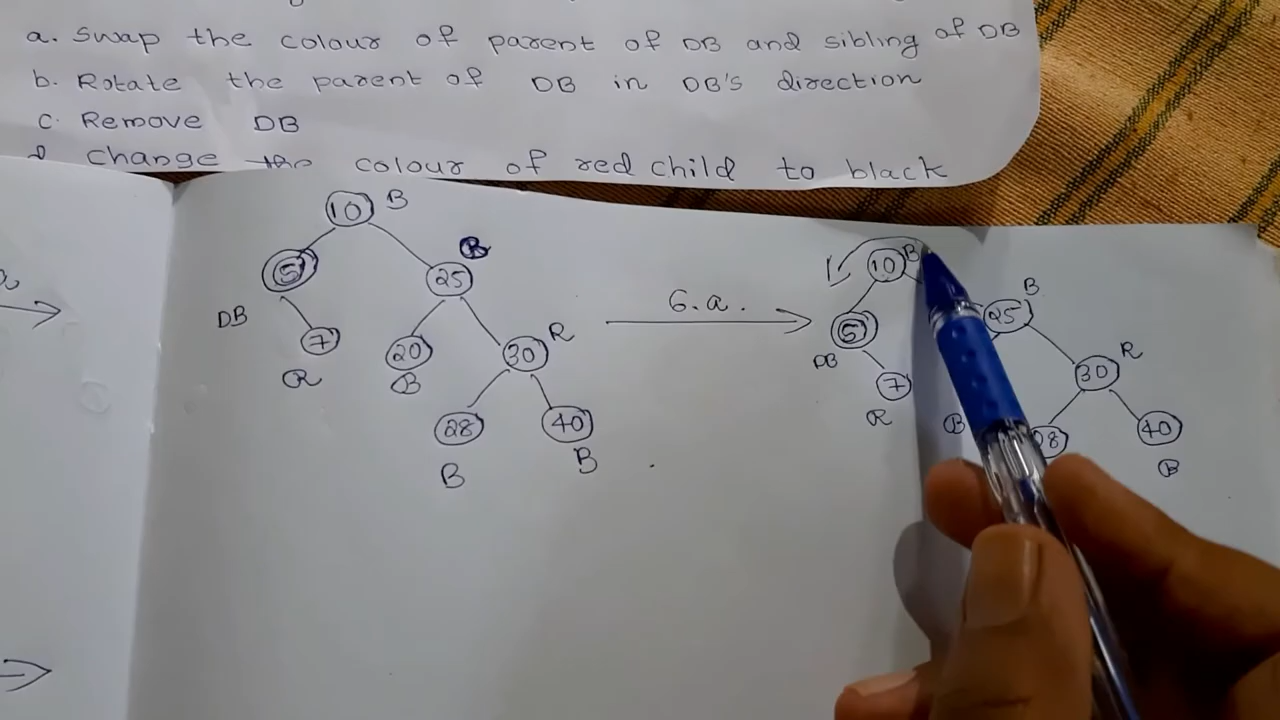 a. Swap the colour of parent of DB and sibling of DB
b. Rotate the parent of DB in DB's direction
c. Remove DB
d change the colour of red child to black
10 B
5 25
DB 7 20 30 R
R B
28 40
B B
6.a.
10 B
5 25 B
DB 7 30 R
R B 28 40
B